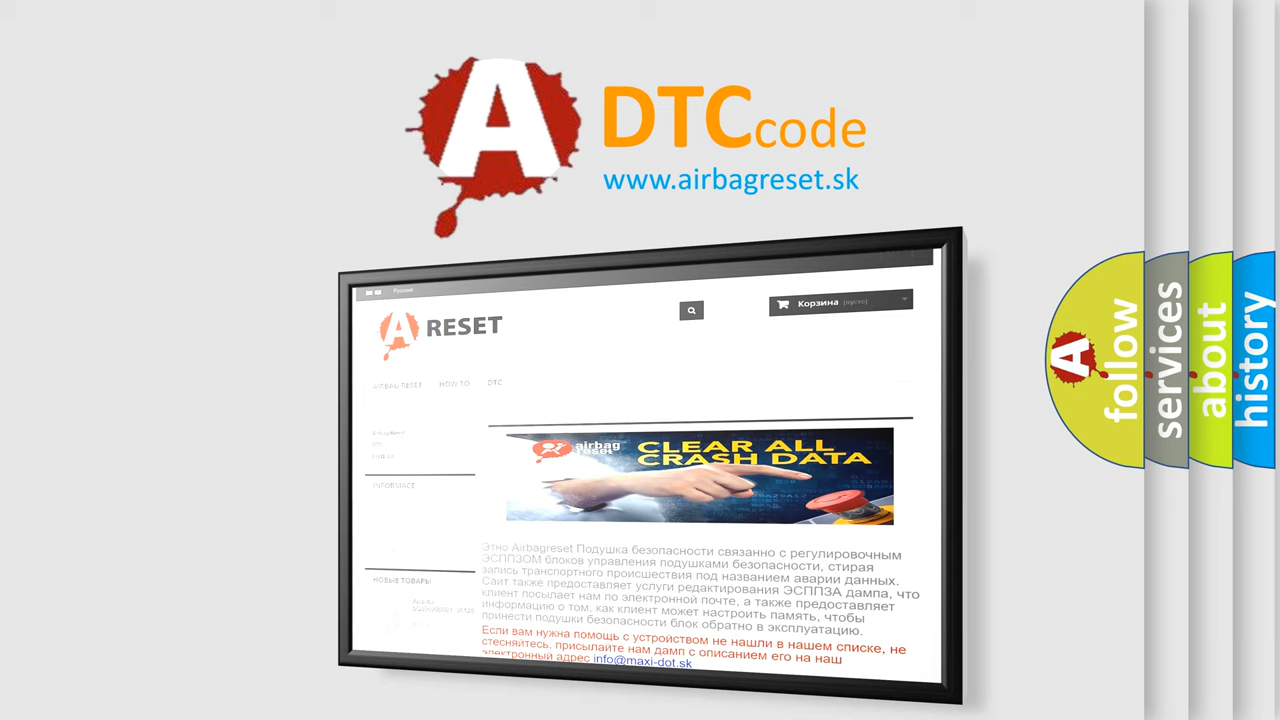 A DTCcode
www.airbagreset.sk
Русский
A RESET
Корзина (пусто)
AIRBAG RESET HOW TO DTC
INFORMACE
airbag
reset
CLEAR ALL
CRASH DATA
Этно Airbagreset Подушка безопасности связанно с регулировочным
ЭСППЗОМ блоков управления подушками безопасности, стирая
запись транспортного происшествия под названием аварии данных.
Сайт также предоставляет услуги редактирования ЭСППЗА дампа, что
клиент посылает нам по электронной почте, а также предоставляет
информацию о том, как клиент может настроить память, чтобы
принести подушки безопасности блок обратно в эксплуатацию.
Если вам нужна помощь с устройством не нашли в нашем списке, не
стесняйтесь, присылайте нам дамп с описанием его на наш
электронный адрес info@maxi-dot.sk
НОВЫЕ ТОВАРЫ
A follow
services
about
history